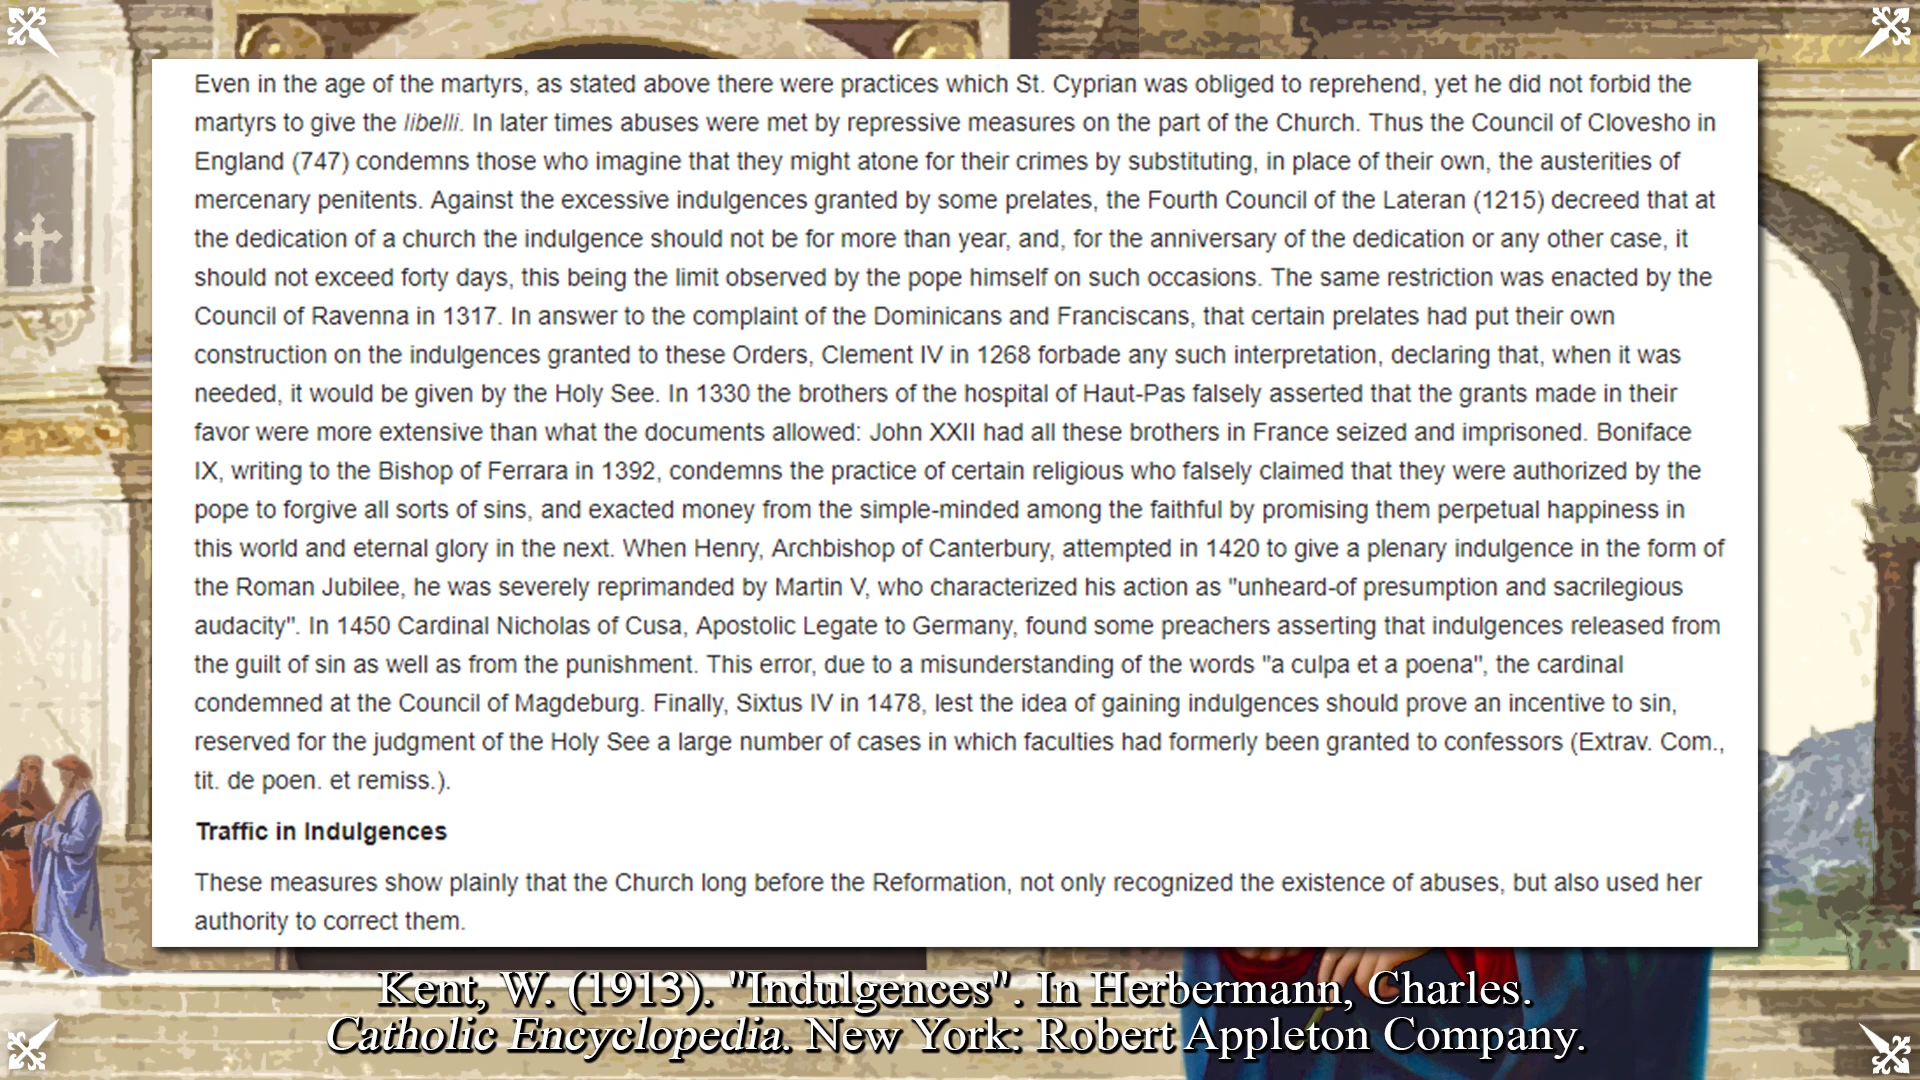 Even in the age of the martyrs, as stated above there were practices which St. Cyprian was obliged to reprehend, yet he did not forbid the
martyrs to give the libelli. In later times abuses were met by repressive measures on the part of the Church. Thus the Council of Clovesho in
England (747) condemns those who imagine that they might atone for their crimes by substituting, in place of their own, the austerities of
mercenary penitents. Against the excessive indulgences granted by some prelates, the Fourth Council of the Lateran (1215) decreed that at
the dedication of a church the indulgence should not be for more than year, and, for the anniversary of the dedication or any other case, it
should not exceed forty days, this being the limit observed by the pope himself on such occasions. The same restriction was enacted by the
Council of Ravenna in 1317. In answer to the complaint of the Dominicans and Franciscans, that certain prelates had put their own
construction on the indulgences granted to these Orders, Clement IV in 1268 forbade any such interpretation, declaring that, when it was
needed, it would be given by the Holy See. In 1330 the brothers of the hospital of Haut-Pas falsely asserted that the grants made in their
favor were more extensive than what the documents allowed: John XXII had all these brothers in France seized and imprisoned. Boniface
IX, writing to the Bishop of Ferrara in 1392, condemns the practice of certain religious who falsely claimed that they were authorized by the
pope to forgive all sorts of sins, and exacted money from the simple-minded among the faithful by promising them perpetual happiness in
this world and eternal glory in the next. When Henry, Archbishop of Canterbury, attempted in 1420 to give a plenary indulgence in the form of
the Roman Jubilee, he was severely reprimanded by Martin V, who characterized his action as "unheard-of presumption and sacrilegious
audacity". In 1450 Cardinal Nicholas of Cusa, Apostolic Legate to Germany, found some preachers asserting that indulgences released from
the guilt of sin as well as from the punishment. This error, due to a misunderstanding of the words "a culpa et a poena", the cardinal
condemned at the Council of Magdeburg. Finally, Sixtus IV in 1478, lest the idea of gaining indulgences should prove an incentive to sin,
reserved for the judgment of the Holy See a large number of cases in which faculties had formerly been granted to confessors (Extrav. Com.,
tit. de poen. et remiss.).
Traffic in Indulgences
These measures show plainly that the Church long before the Reformation, not only recognized the existence of abuses, but also used her
authority to correct them.
Kent, W. (1913). "Indulgences". In Herbermann, Charles.
Catholic Encyclopedia. New York: Robert Appleton Company.